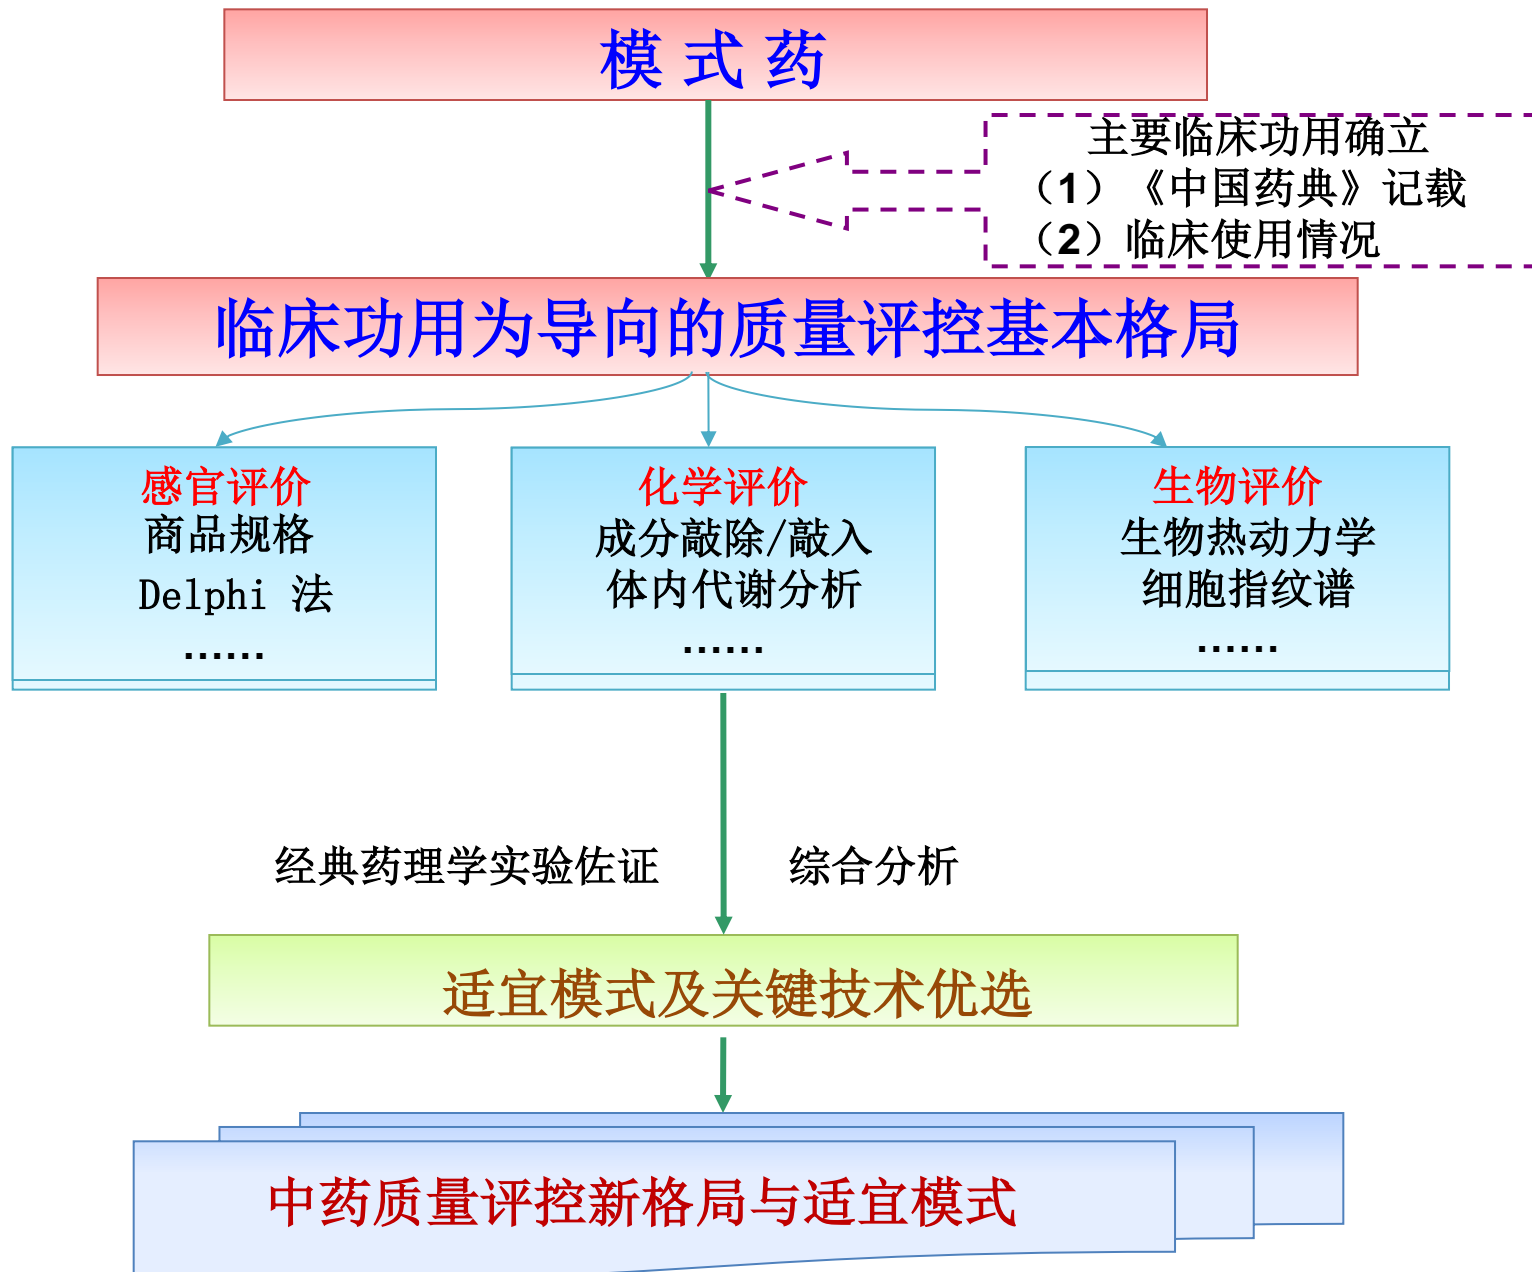 模 式 药
主要临床功用确立
（1）《中国药典》记载
（2）临床使用情况
临床功用为导向的质量评控基本格局
感官评价
商品规格
Delphi 法
……
化学评价
成分敲除/敲入
体内代谢分析
……
生物评价
生物热动力学
细胞指纹谱
……
经典药理学实验佐证
综合分析
适宜模式及关键技术优选
中药质量评控新格局与适宜模式